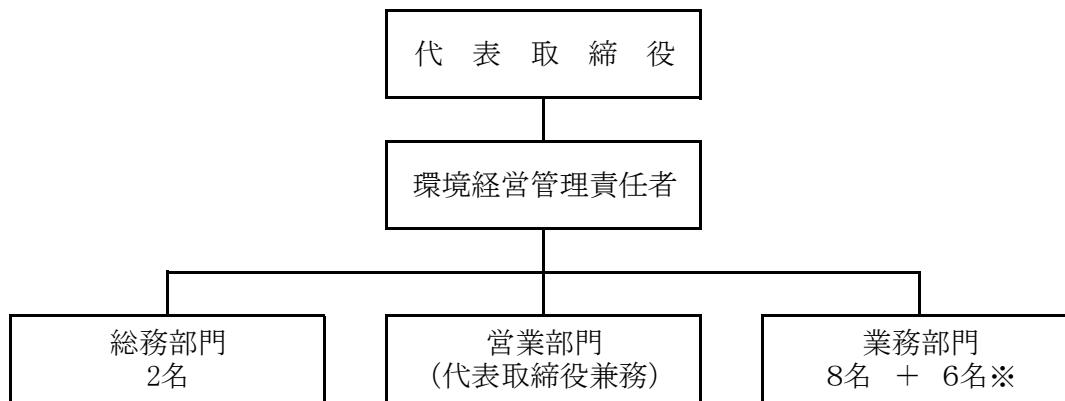 代　表　取　締　役
環境経営管理責任者
総務部門
2名
営業部門
(代表取締役兼務)
業務部門
8名　＋　6名※